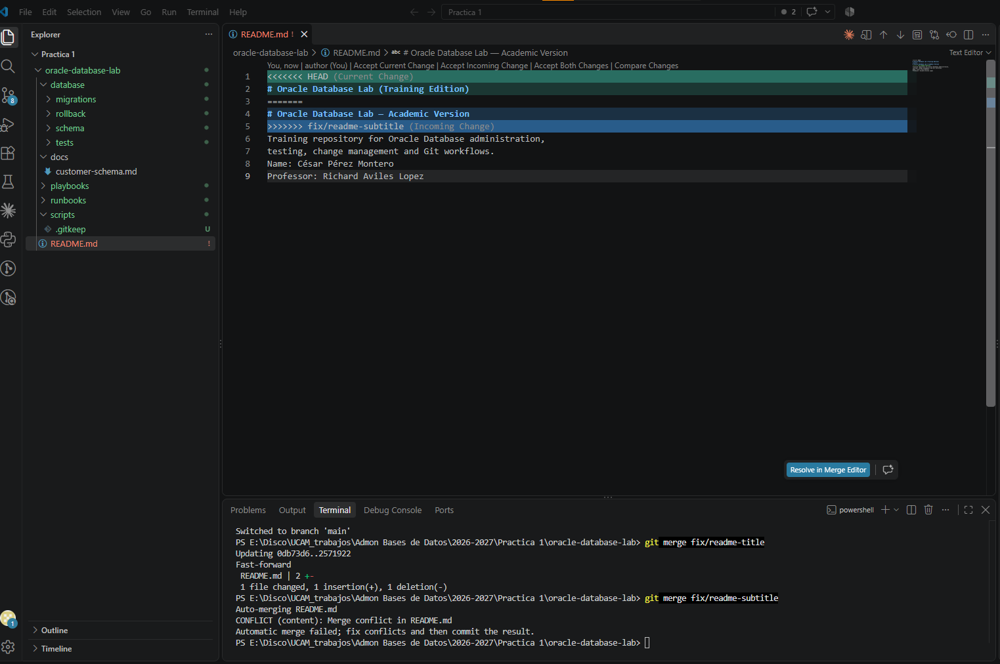 File Edit Selection View Go Run Terminal Help
Practica 1
2
Explorer
Practica 1
oracle-database-lab
database
migrations
rollback
schema
tests
docs
customer-schema.md
playbooks
runbooks
scripts
.gitkeep U
README.md !
Outline
Timeline
8
1
README.md !
oracle-database-lab > README.md > abc # Oracle Database Lab — Academic Version
Text Editor
You, now | author (You) | Accept Current Change | Accept Incoming Change | Accept Both Changes | Compare Changes
1 <<<<<<< HEAD (Current Change)
2 # Oracle Database Lab (Training Edition)
3 =======
4 # Oracle Database Lab — Academic Version
5 >>>>>>> fix/readme-subtitle (Incoming Change)
6 Training repository for Oracle Database administration,
7 testing, change management and Git workflows.
8 Name: César Pérez Montero
9 Professor: Richard Aviles Lopez
Resolve in Merge Editor
Problems Output Terminal Debug Console Ports
powershell
Switched to branch 'main'
PS E:\Disco\UCAM_trabajos\Admon Bases de Datos\2026-2027\Practica 1\oracle-database-lab> git merge fix/readme-title
Updating 0db73d6..2571922
Fast-forward
README.md | 2 +-
1 file changed, 1 insertion(+), 1 deletion(-)
PS E:\Disco\UCAM_trabajos\Admon Bases de Datos\2026-2027\Practica 1\oracle-database-lab> git merge fix/readme-subtitle
Auto-merging README.md
CONFLICT (content): Merge conflict in README.md
Automatic merge failed; fix conflicts and then commit the result.
PS E:\Disco\UCAM_trabajos\Admon Bases de Datos\2026-2027\Practica 1\oracle-database-lab>